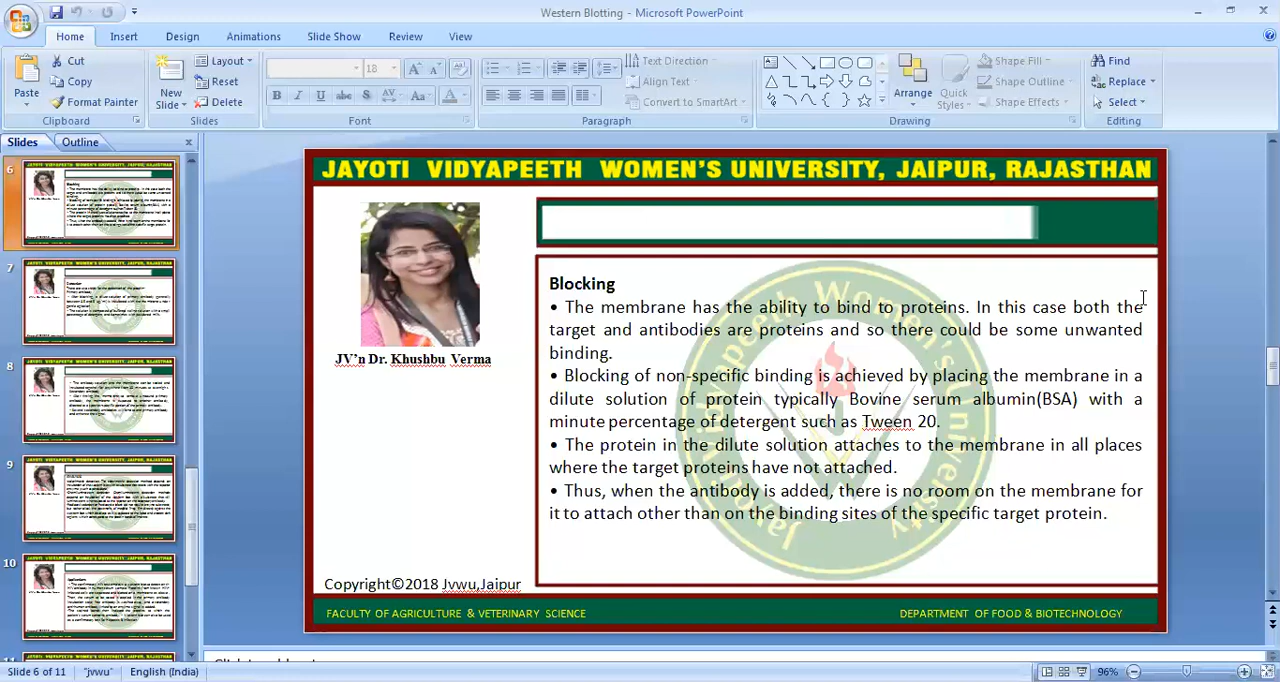 Western Blotting - Microsoft PowerPoint
Home Insert Design Animations Slide Show Review View
Paste
Cut
Copy
Format Painter
Clipboard
New Slide
Layout
Reset
Delete
Slides
18
Font
Text Direction
Align Text
Convert to SmartArt
Paragraph
Arrange
Quick Styles
Shape Fill
Shape Outline
Shape Effects
Drawing
Find
Replace
Select
Editing
Slides Outline
6
7
8
9
10
JAYOTI VIDYAPEETH WOMEN'S UNIVERSITY, JAIPUR, RAJASTHAN
JV'n Dr. Khushbu Verma
Blocking
• The membrane has the ability to bind to proteins. In this case both the
target and antibodies are proteins and so there could be some unwanted
binding.
• Blocking of non-specific binding is achieved by placing the membrane in a
dilute solution of protein typically Bovine serum albumin(BSA) with a
minute percentage of detergent such as Tween 20.
• The protein in the dilute solution attaches to the membrane in all places
where the target proteins have not attached.
• Thus, when the antibody is added, there is no room on the membrane for
it to attach other than on the binding sites of the specific target protein.
Copyright©2018 Jvwu,Jaipur
FACULTY OF AGRICULTURE & VETERINARY SCIENCE
DEPARTMENT OF FOOD & BIOTECHNOLOGY
Slide 6 of 11 "jvwu" English (India) 96%